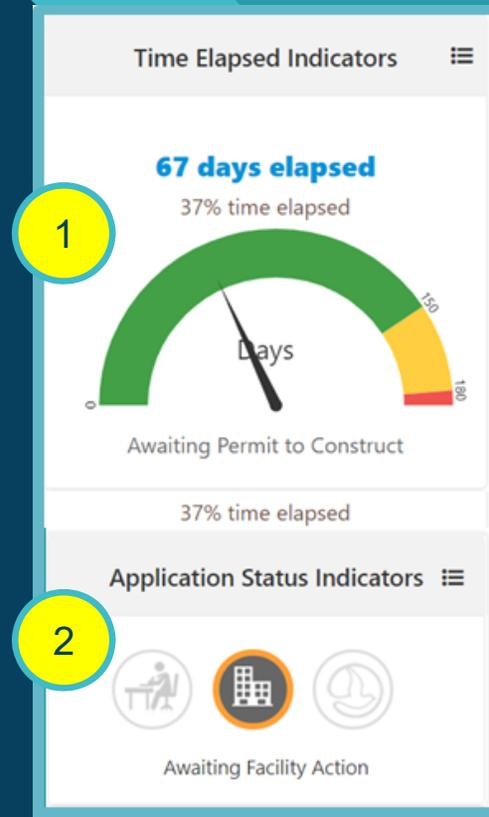 Time Elapsed Indicators
1
67 days elapsed
37% time elapsed
150
Days
0
180
Awaiting Permit to Construct
37% time elapsed
Application Status Indicators
2
Awaiting Facility Action